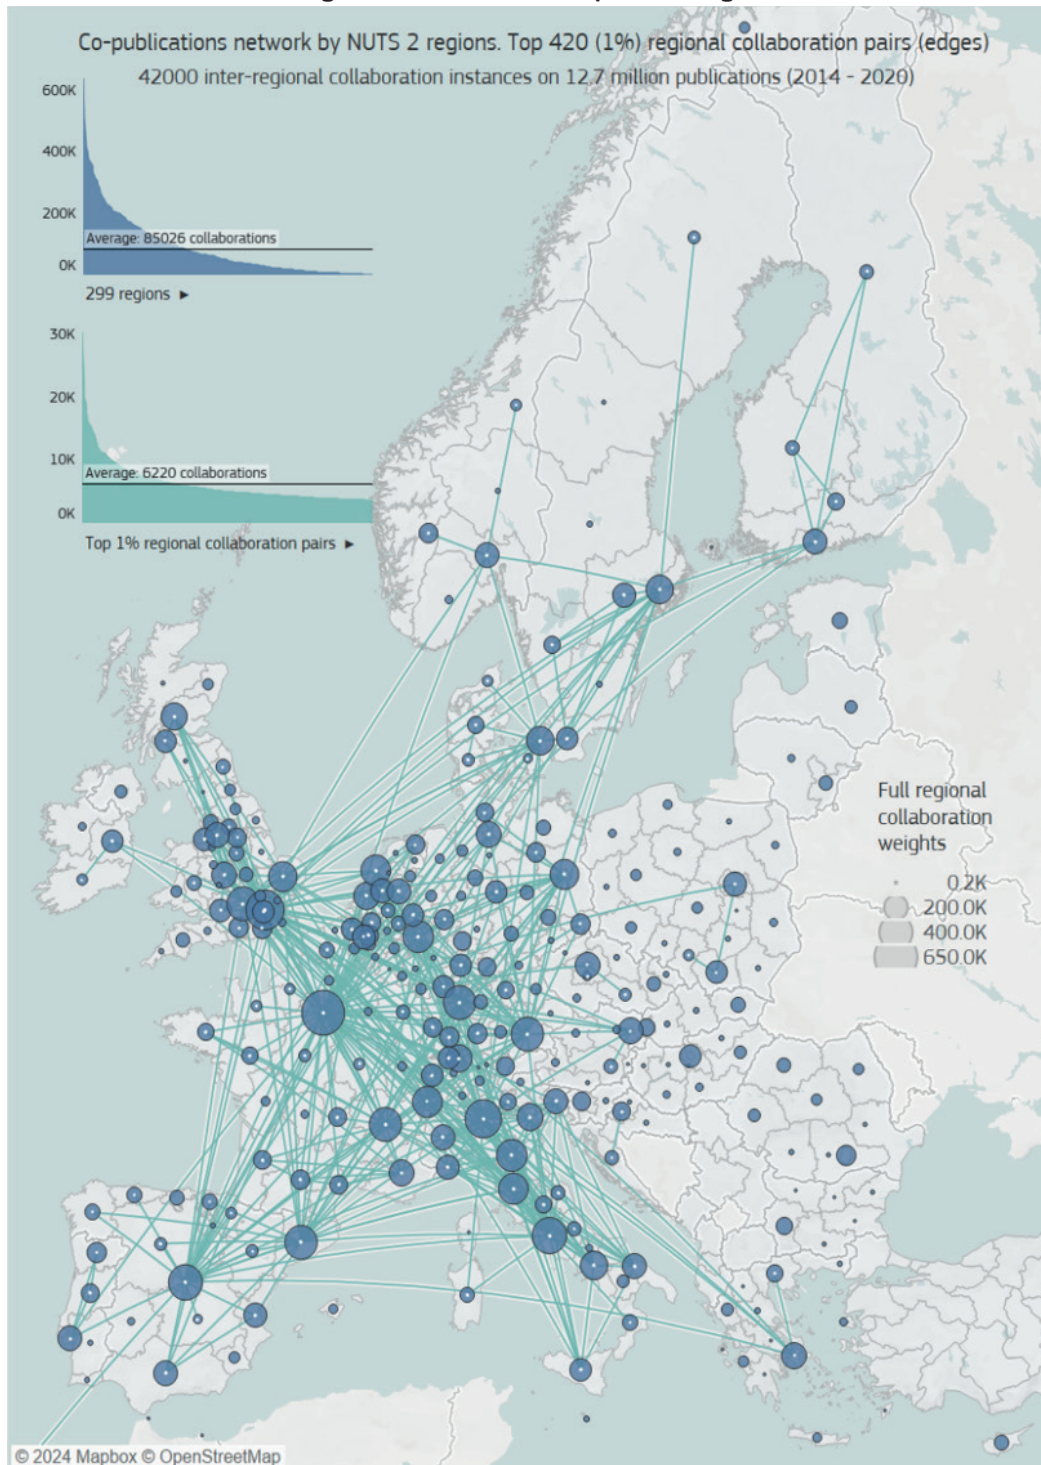 Co-publications network by NUTS 2 regions. Top 420 (1%) regional collaboration pairs (edges)
42000 inter-regional collaboration instances on 12.7 million publications (2014 - 2020)
600K
400K
200K
Average: 85026 collaborations
0K
299 regions ►
30K
20K
10K
Average: 6220 collaborations
0K
Top 1% regional collaboration pairs ►
Full regional
collaboration
weights
0.2K
200.0K
400.0K
650.0K
© 2024 Mapbox © OpenStreetMap